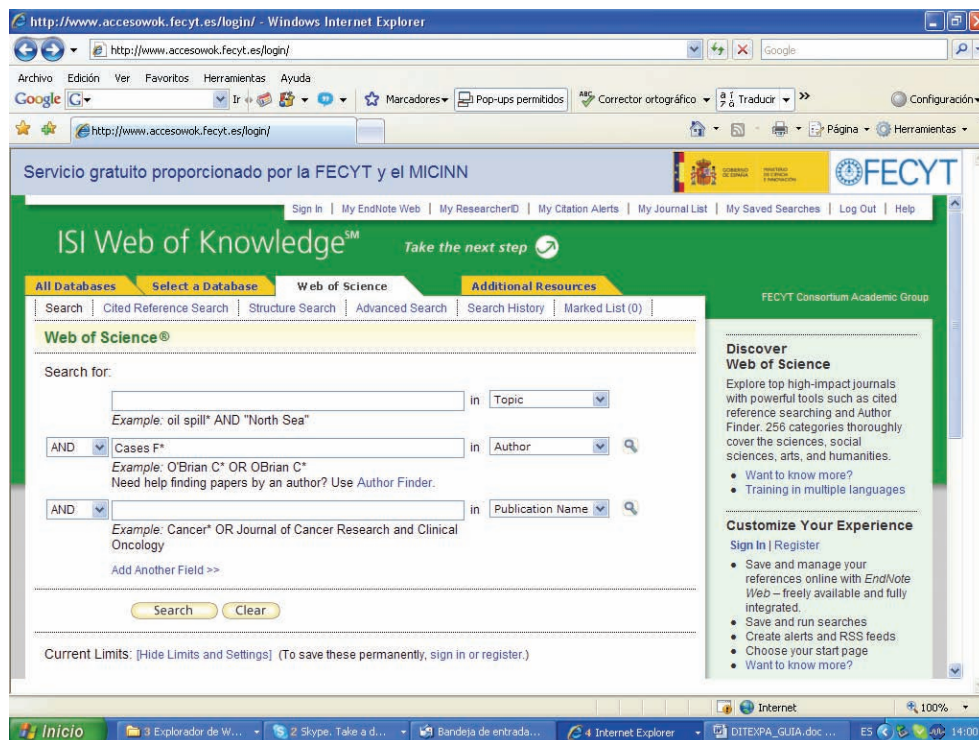 http://www.accesowok.fecyt.es/login/ - Windows Internet Explorer
http://www.accesowok.fecyt.es/login/
Google
Archivo Edición Ver Favoritos Herramientas Ayuda
Google G Ir Marcadores Pop-ups permitidos Corrector ortográfico Traducir » Configuración
http://www.accesowok.fecyt.es/login/ Página Herramientas
Servicio gratuito proporcionado por la FECYT y el MICINN
GOBIERNO DE ESPAÑA MINISTERIO DE CIENCIA E INNOVACIÓN
FECYT
Sign In | My EndNote Web | My ResearcherID | My Citation Alerts | My Journal List | My Saved Searches | Log Out | Help
ISI Web of Knowledge℠ Take the next step
All Databases Select a Database Web of Science Additional Resources
FECYT Consortium Academic Group
Search Cited Reference Search Structure Search Advanced Search Search History Marked List (0)
Web of Science®
Search for:
in Topic
Example: oil spill* AND "North Sea"
AND Cases F* in Author
Example: O'Brian C* OR OBrian C*
Need help finding papers by an author? Use Author Finder.
AND in Publication Name
Example: Cancer* OR Journal of Cancer Research and Clinical
Oncology
Add Another Field >>
Search Clear
Current Limits: [Hide Limits and Settings] (To save these permanently, sign in or register.)
Discover
Web of Science
Explore top high-impact journals
with powerful tools such as cited
reference searching and Author
Finder. 256 categories thoroughly
cover the sciences, social
sciences, arts, and humanities.
• Want to know more?
• Training in multiple languages
Customize Your Experience
Sign In | Register
• Save and manage your
references online with EndNote
Web – freely available and fully
integrated.
• Save and run searches
• Create alerts and RSS feeds
• Choose your start page
• Want to know more?
Internet 100%
Inicio 3 Explorador de W... 2 Skype. Take a d... Bandeja de entrada... 4 Internet Explorer DITEXPA_GUIA.doc ... ES 14:08